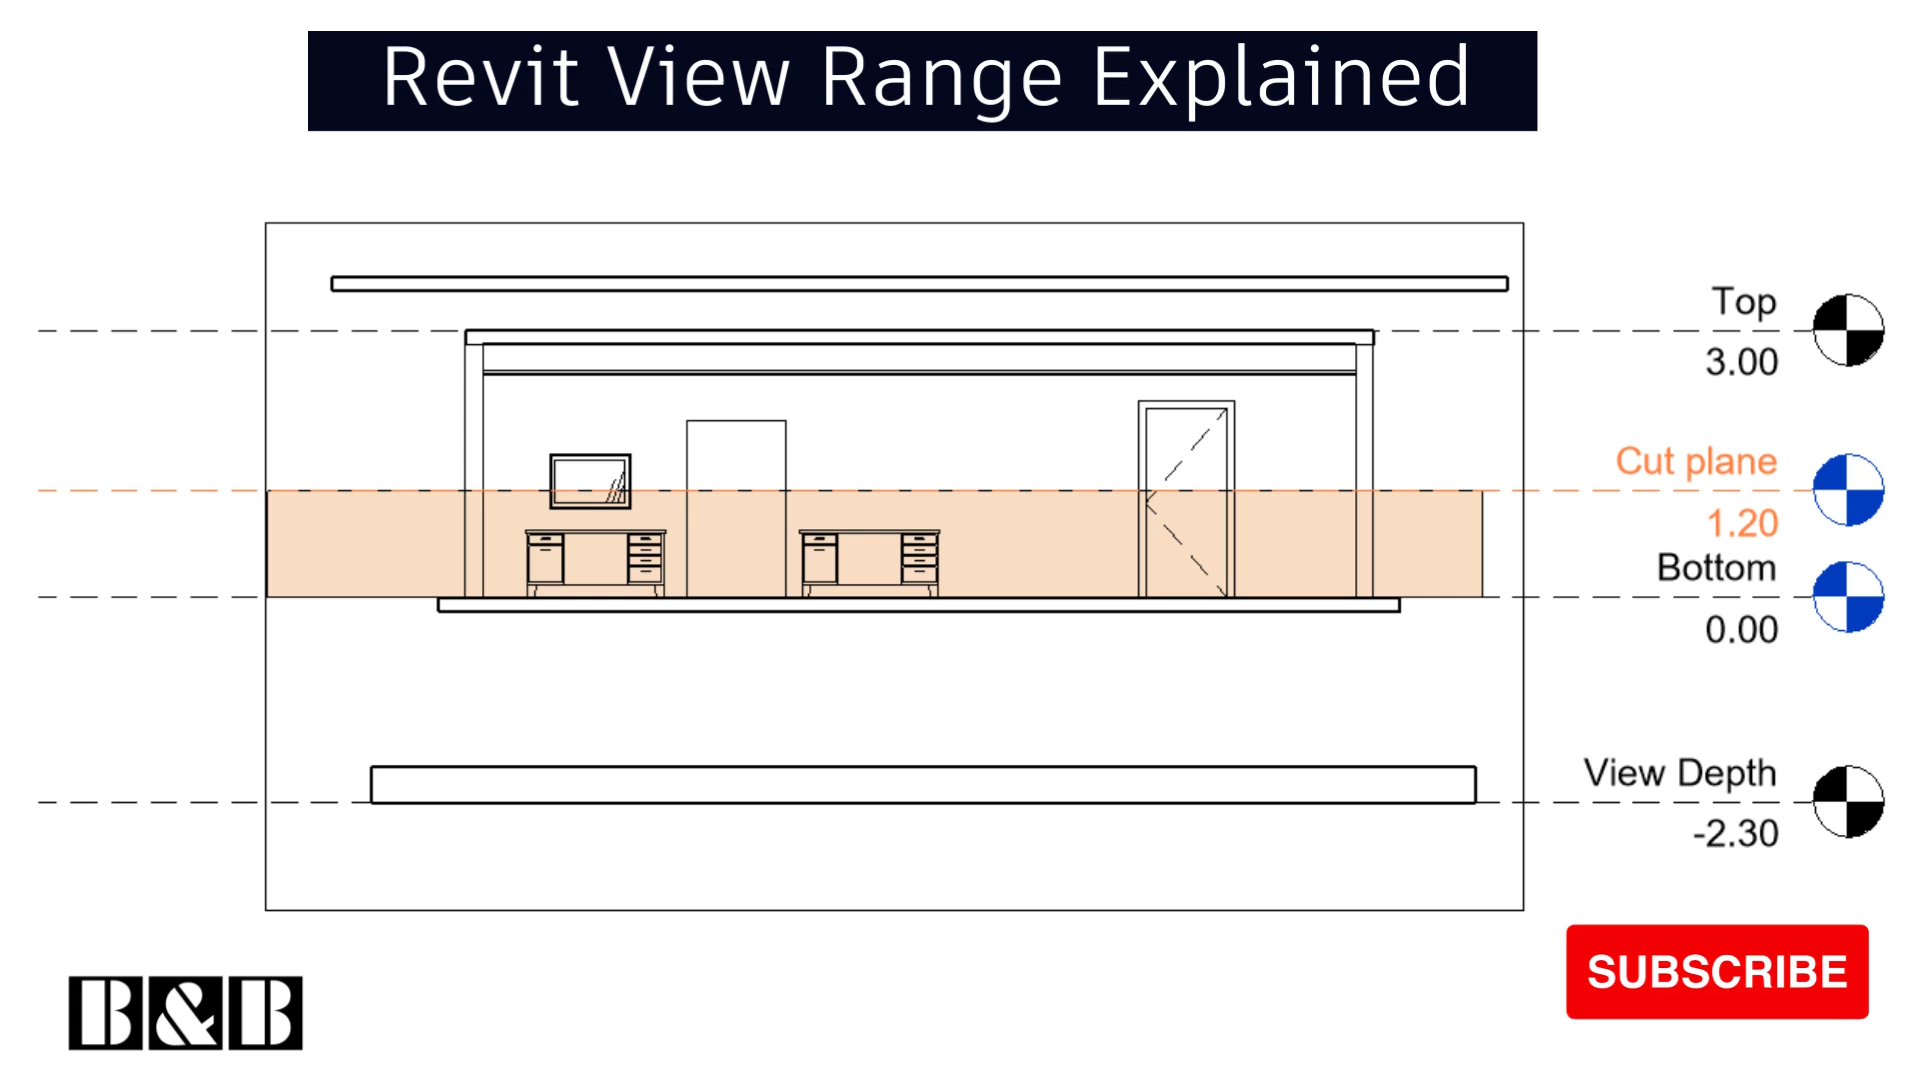 Revit View Range Explained
Top
3.00
Cut plane
1.20
Bottom
0.00
View Depth
-2.30
B&B
SUBSCRIBE